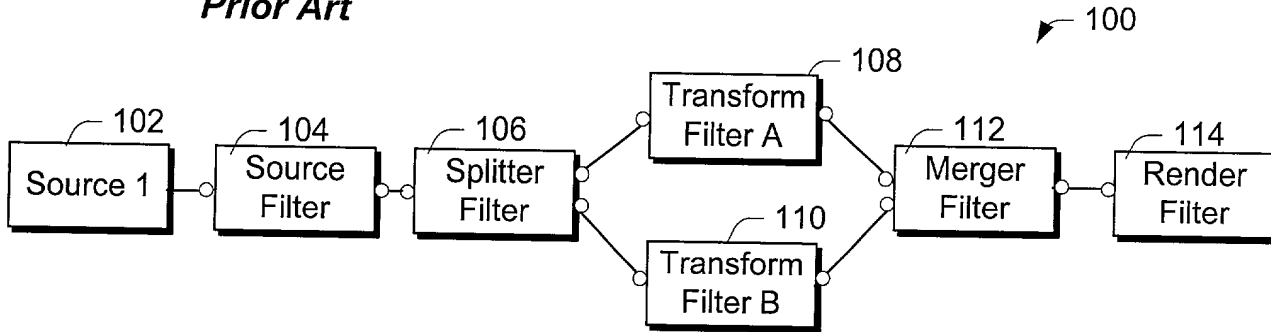 Prior Art
100
102
Source 1
104
Source
Filter
106
Splitter
Filter
108
Transform
Filter A
110
Transform
Filter B
112
Merger
Filter
114
Render
Filter